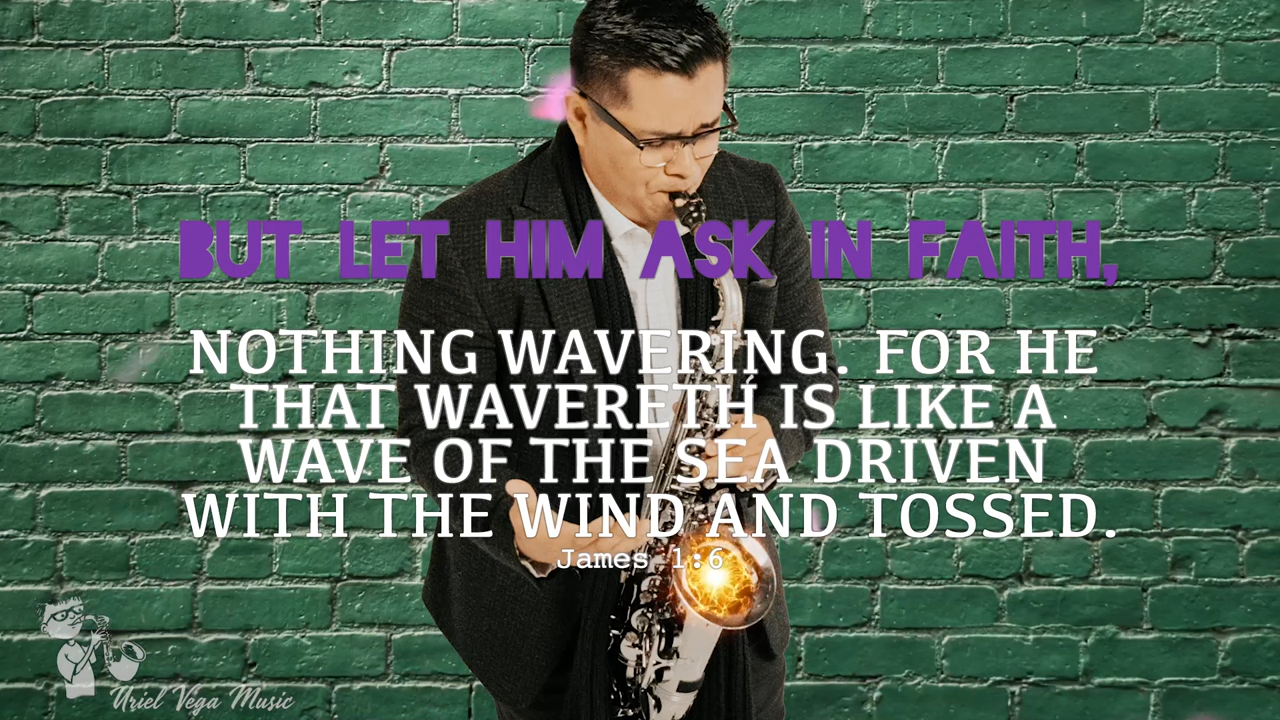 BUT LET HIM ASK IN FAITH,
NOTHING WAVERING. FOR HE
THAT WAVERETH IS LIKE A
WAVE OF THE SEA DRIVEN
WITH THE WIND AND TOSSED.
James 1:6
Uriel Vega Music